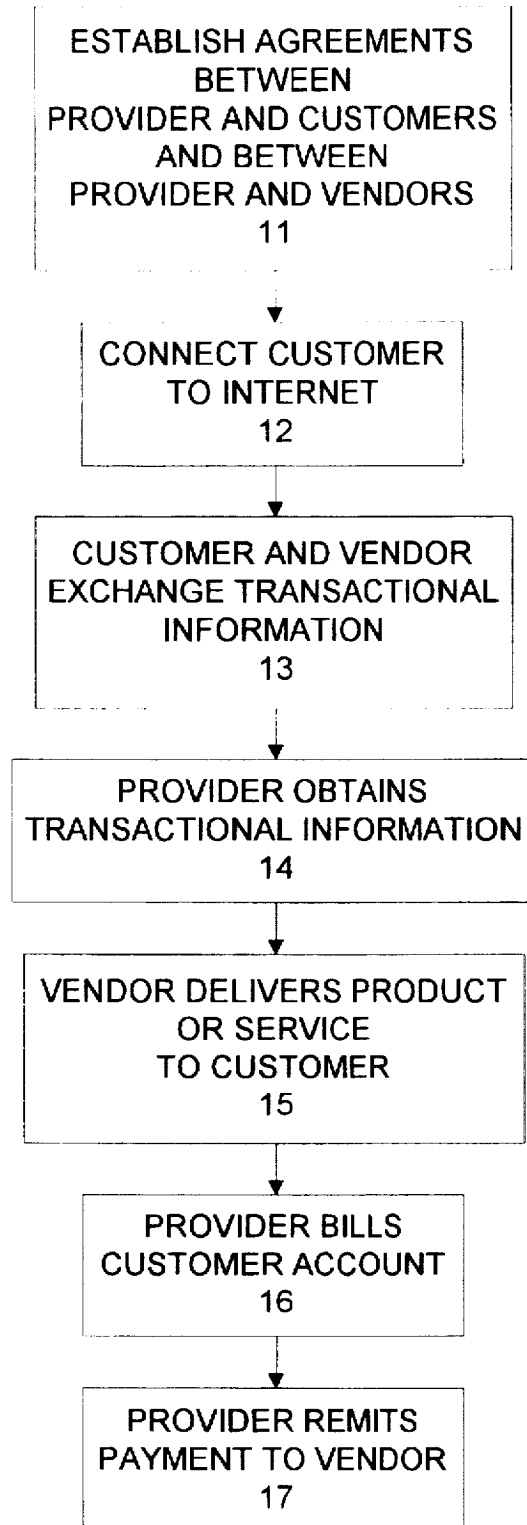 ESTABLISH AGREEMENTS
BETWEEN
PROVIDER AND CUSTOMERS
AND BETWEEN
PROVIDER AND VENDORS
11
CONNECT CUSTOMER
TO INTERNET
12
CUSTOMER AND VENDOR
EXCHANGE TRANSACTIONAL
INFORMATION
13
PROVIDER OBTAINS
TRANSACTIONAL INFORMATION
14
VENDOR DELIVERS PRODUCT
OR SERVICE
TO CUSTOMER
15
PROVIDER BILLS
CUSTOMER ACCOUNT
16
PROVIDER REMITS
PAYMENT TO VENDOR
17